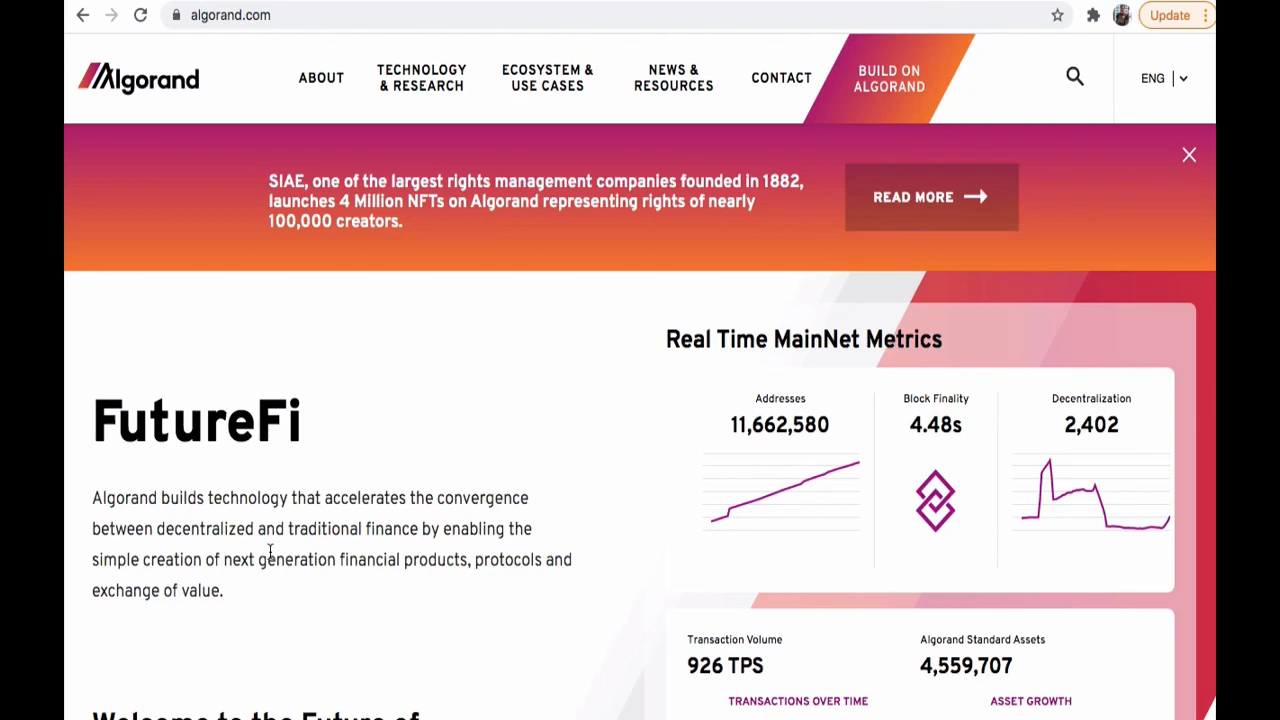 algorand.com
Update
Algorand
ABOUT
TECHNOLOGY
& RESEARCH
ECOSYSTEM &
USE CASES
NEWS &
RESOURCES
CONTACT
BUILD ON
ALGORAND
ENG
SIAE, one of the largest rights management companies founded in 1882,
launches 4 Million NFTs on Algorand representing rights of nearly
100,000 creators.
READ MORE
FutureFi
Algorand builds technology that accelerates the convergence
between decentralized and traditional finance by enabling the
simple creation of next generation financial products, protocols and
exchange of value.
Welcome to the Future of
Real Time MainNet Metrics
Addresses
11,662,580
Block Finality
4.48s
Decentralization
2,402
Transaction Volume
926 TPS
TRANSACTIONS OVER TIME
Algorand Standard Assets
4,559,707
ASSET GROWTH